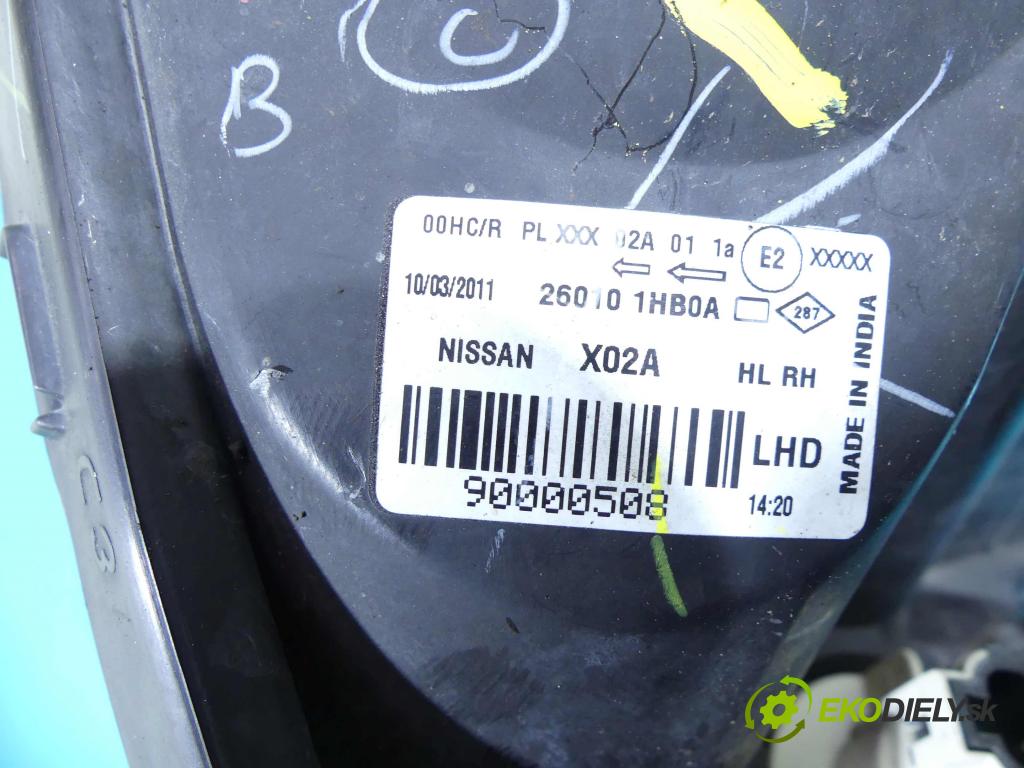 B
C
00HC/R PL XXX 02A 01 1a E2 XXXXX
10/03/2011 26010 1HB0A 287
NISSAN X02A HL RH
LHD
90000508 14:20
MADE IN INDIA
C3
EKODIELY.sk